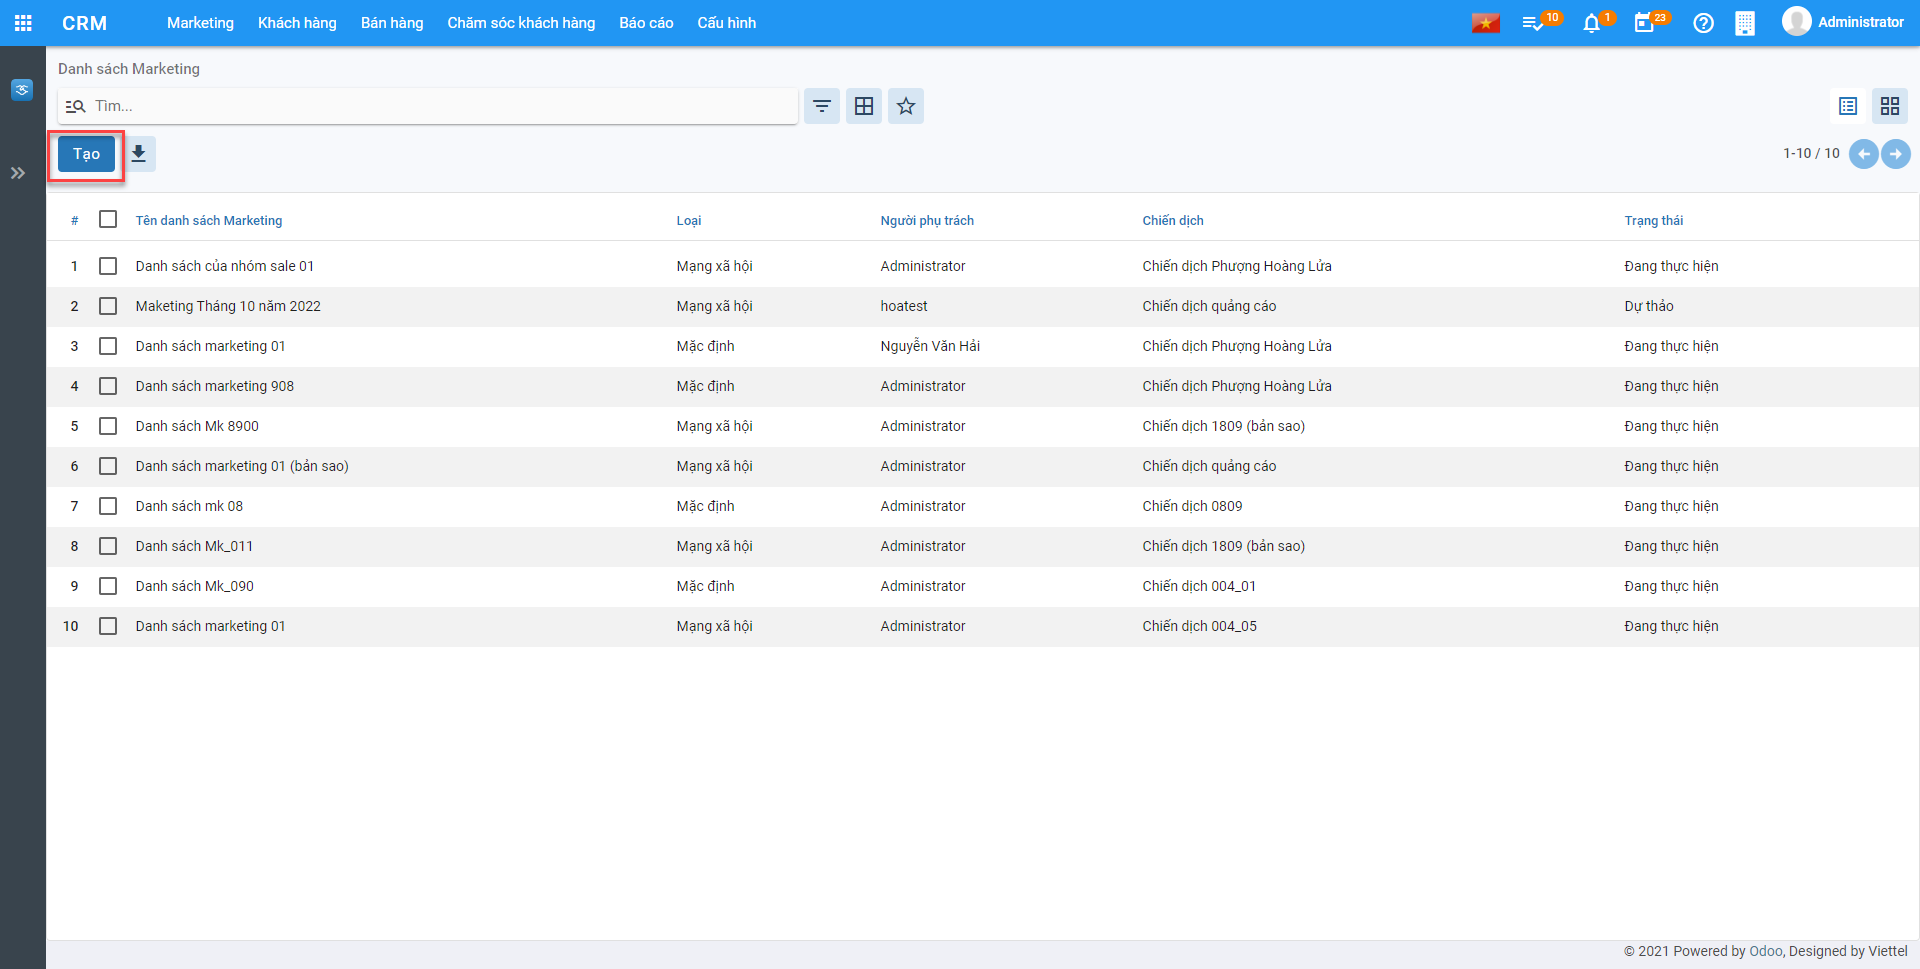 CRM Marketing Khách hàng Bán hàng Chăm sóc khách hàng Báo cáo Cấu hình 10 1 23 Administrator
Danh sách Marketing
Tìm...
Tạo 1-10 / 10
# Tên danh sách Marketing Loại Người phụ trách Chiến dịch Trạng thái
1 Danh sách của nhóm sale 01 Mạng xã hội Administrator Chiến dịch Phượng Hoàng Lửa Đang thực hiện
2 Maketing Tháng 10 năm 2022 Mạng xã hội hoatest Chiến dịch quảng cáo Dự thảo
3 Danh sách marketing 01 Mặc định Nguyễn Văn Hải Chiến dịch Phượng Hoàng Lửa Đang thực hiện
4 Danh sách marketing 908 Mặc định Administrator Chiến dịch Phượng Hoàng Lửa Đang thực hiện
5 Danh sách Mk 8900 Mạng xã hội Administrator Chiến dịch 1809 (bản sao) Đang thực hiện
6 Danh sách marketing 01 (bản sao) Mạng xã hội Administrator Chiến dịch quảng cáo Đang thực hiện
7 Danh sách mk 08 Mặc định Administrator Chiến dịch 0809 Đang thực hiện
8 Danh sách Mk_011 Mạng xã hội Administrator Chiến dịch 1809 (bản sao) Đang thực hiện
9 Danh sách Mk_090 Mặc định Administrator Chiến dịch 004_01 Đang thực hiện
10 Danh sách marketing 01 Mạng xã hội Administrator Chiến dịch 004_05 Đang thực hiện
© 2021 Powered by Odoo, Designed by Viettel